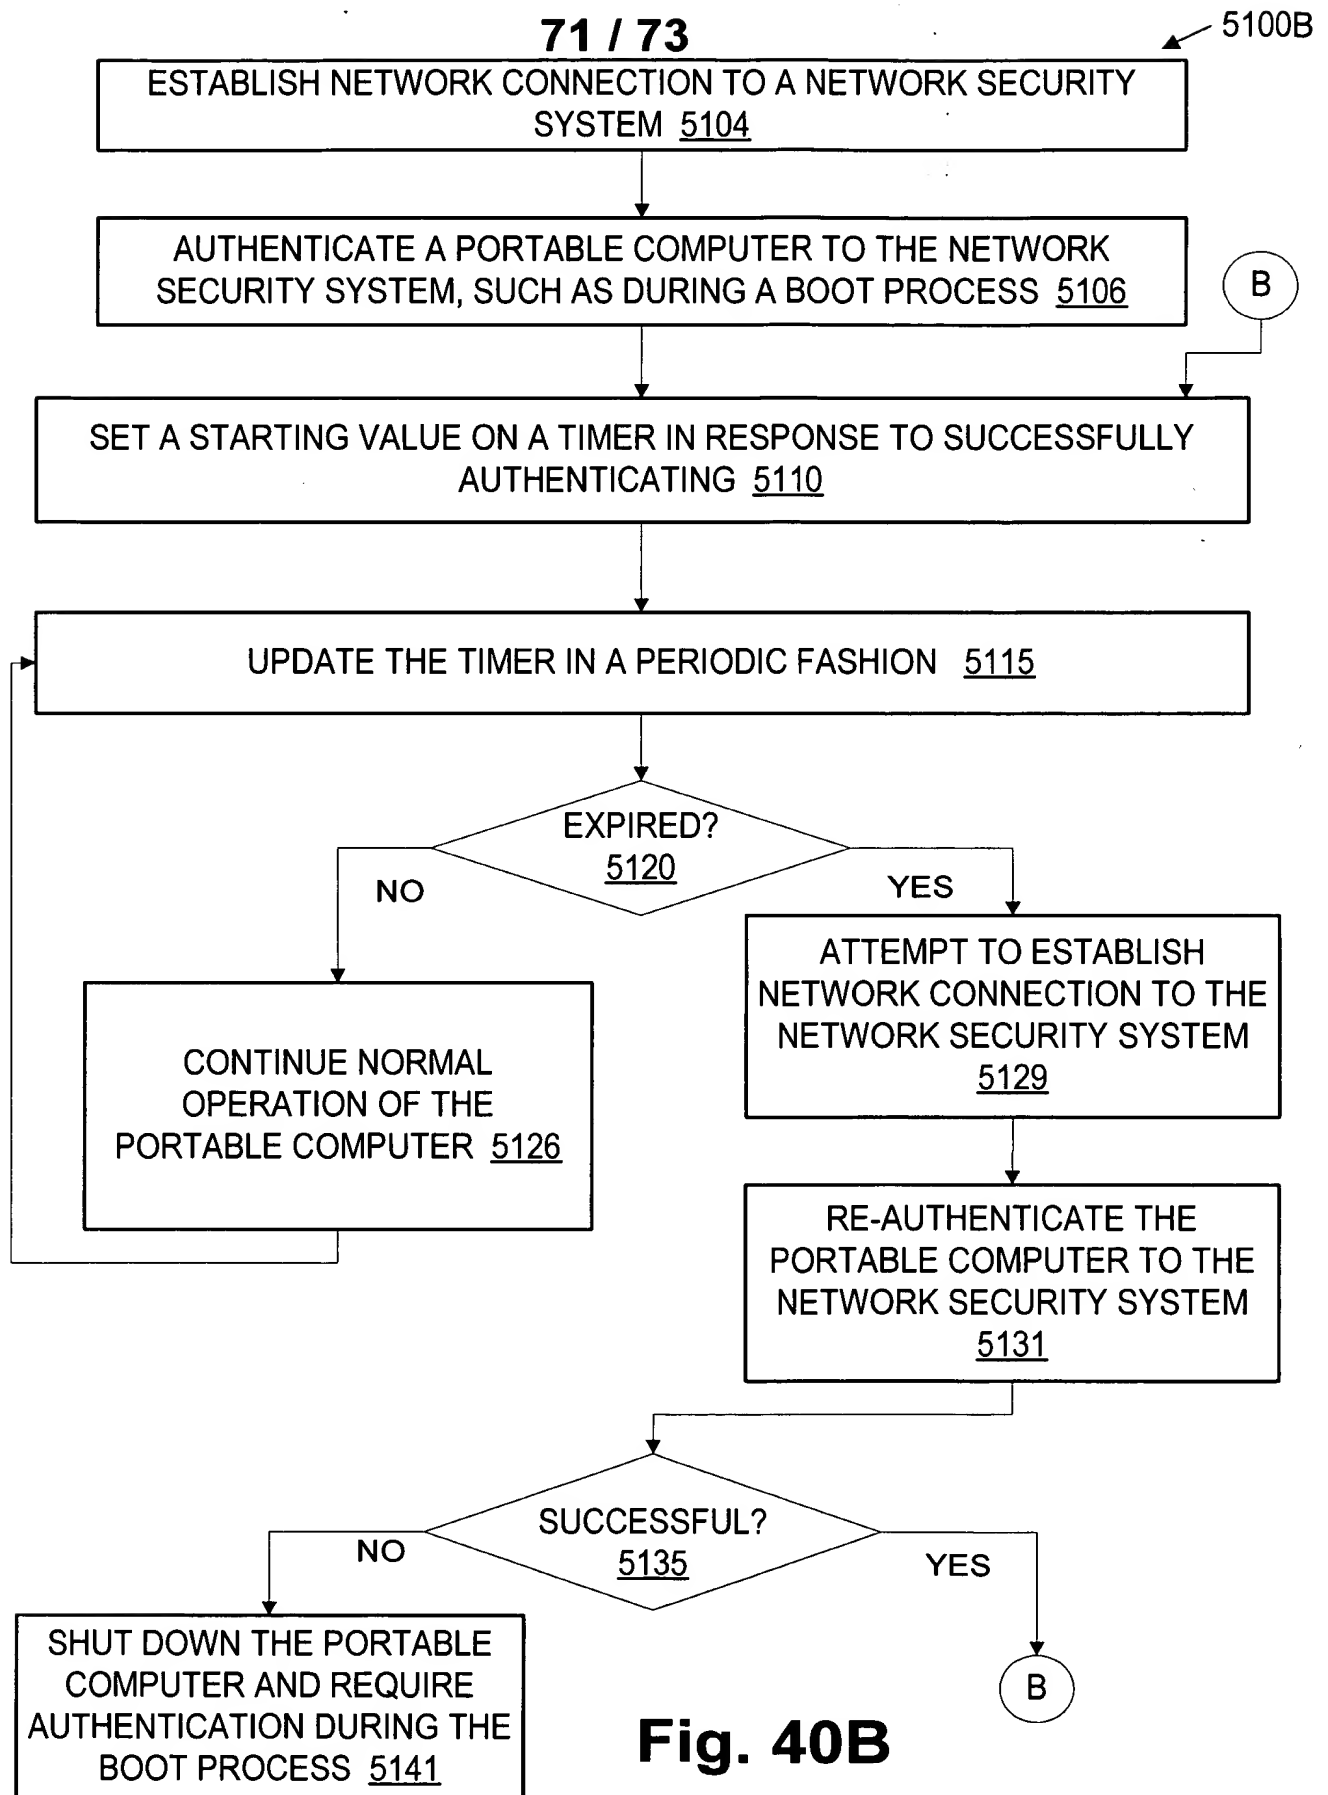 71 / 73
5100B
ESTABLISH NETWORK CONNECTION TO A NETWORK SECURITY
SYSTEM 5104
AUTHENTICATE A PORTABLE COMPUTER TO THE NETWORK
SECURITY SYSTEM, SUCH AS DURING A BOOT PROCESS 5106
B
SET A STARTING VALUE ON A TIMER IN RESPONSE TO SUCCESSFULLY
AUTHENTICATING 5110
UPDATE THE TIMER IN A PERIODIC FASHION 5115
EXPIRED?
5120
NO
YES
CONTINUE NORMAL
OPERATION OF THE
PORTABLE COMPUTER 5126
ATTEMPT TO ESTABLISH
NETWORK CONNECTION TO THE
NETWORK SECURITY SYSTEM
5129
RE-AUTHENTICATE THE
PORTABLE COMPUTER TO THE
NETWORK SECURITY SYSTEM
5131
SUCCESSFUL?
5135
NO
YES
SHUT DOWN THE PORTABLE
COMPUTER AND REQUIRE
AUTHENTICATION DURING THE
BOOT PROCESS 5141
B
Fig. 40B